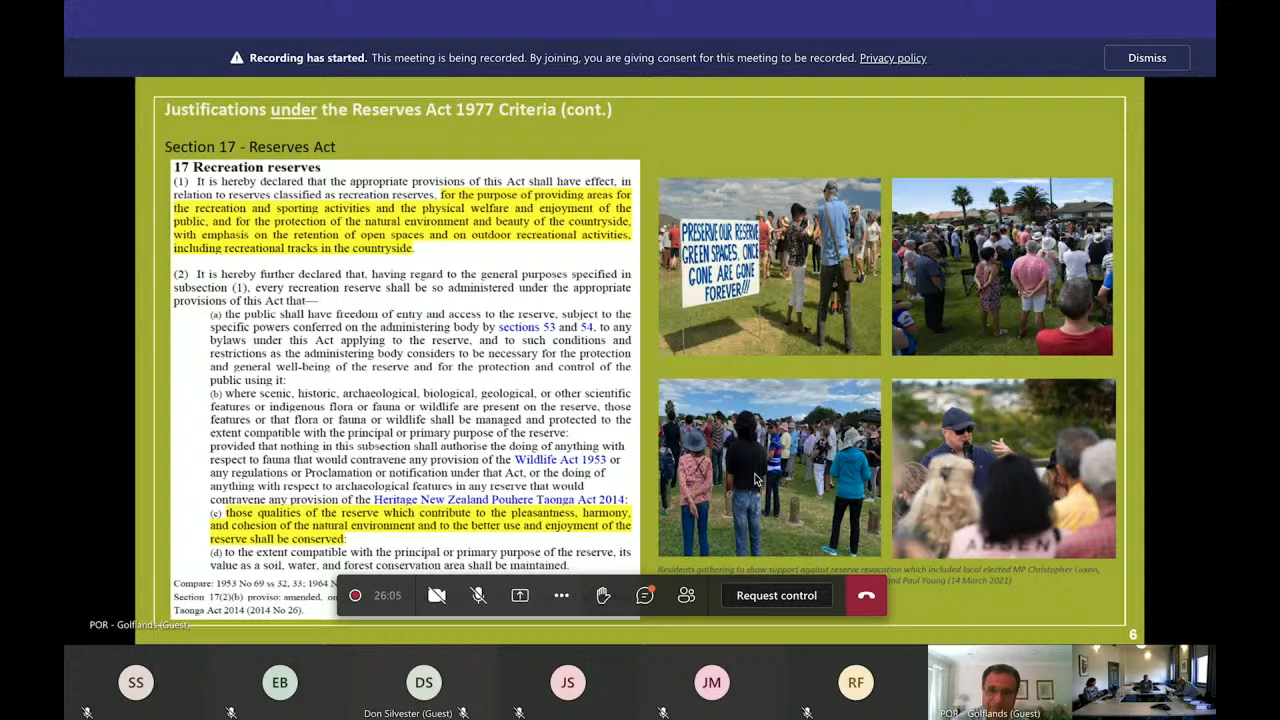 Recording has started. This meeting is being recorded. By joining, you are giving consent for this meeting to be recorded. Privacy policy
Dismiss
Justifications under the Reserves Act 1977 Criteria (cont.)
Section 17 - Reserves Act
17 Recreation reserves
(1) It is hereby declared that the appropriate provisions of this Act shall have effect, in
relation to reserves classified as recreation reserves, for the purpose of providing areas for
the recreation and sporting activities and the physical welfare and enjoyment of the
public, and for the protection of the natural environment and beauty of the countryside,
with emphasis on the retention of open spaces and on outdoor recreational activities,
including recreational tracks in the countryside.
(2) It is hereby further declared that, having regard to the general purposes specified in
subsection (1), every recreation reserve shall be so administered under the appropriate
provisions of this Act that—
(a) the public shall have freedom of entry and access to the reserve, subject to the
specific powers conferred on the administering body by sections 53 and 54, to any
bylaws under this Act applying to the reserve, and to such conditions and
restrictions as the administering body considers to be necessary for the protection
and general well-being of the reserve and for the protection and control of the
public using it:
(b) where scenic, historic, archaeological, biological, geological, or other scientific
features or indigenous flora or fauna or wildlife are present on the reserve, those
features or that flora or fauna or wildlife shall be managed and protected to the
extent compatible with the principal or primary purpose of the reserve:
provided that nothing in this subsection shall authorise the doing of anything with
respect to fauna that would contravene any provision of the Wildlife Act 1953 or
any regulations or Proclamation or notification under that Act, or the doing of
anything with respect to archaeological features in any reserve that would
contravene any provision of the Heritage New Zealand Pouhere Taonga Act 2014:
(c) those qualities of the reserve which contribute to the pleasantness, harmony,
and cohesion of the natural environment and to the better use and enjoyment of the
reserve shall be conserved:
(d) to the extent compatible with the principal or primary purpose of the reserve, its
value as a soil, water, and forest conservation area shall be maintained.
Compare: 1953 No 69 ss 32, 33; 1964 N
Section 17(2)(b) proviso: amended, on
Taonga Act 2014 (2014 No 26).
PRESERVE OUR RESERVE
GREEN SPACES. ONCE
GONE ARE GONE
FOREVER!!!
Residents gathering to show support against reserve revocation which included local elected MP Christopher Luxon,
and Paul Young (14 March 2021)
26:05
Request control
POR - Golflands (Guest)
6
SS
EB
DS
JS
JM
RF
Don Silvester (Guest)
POR - Golflands (Guest)